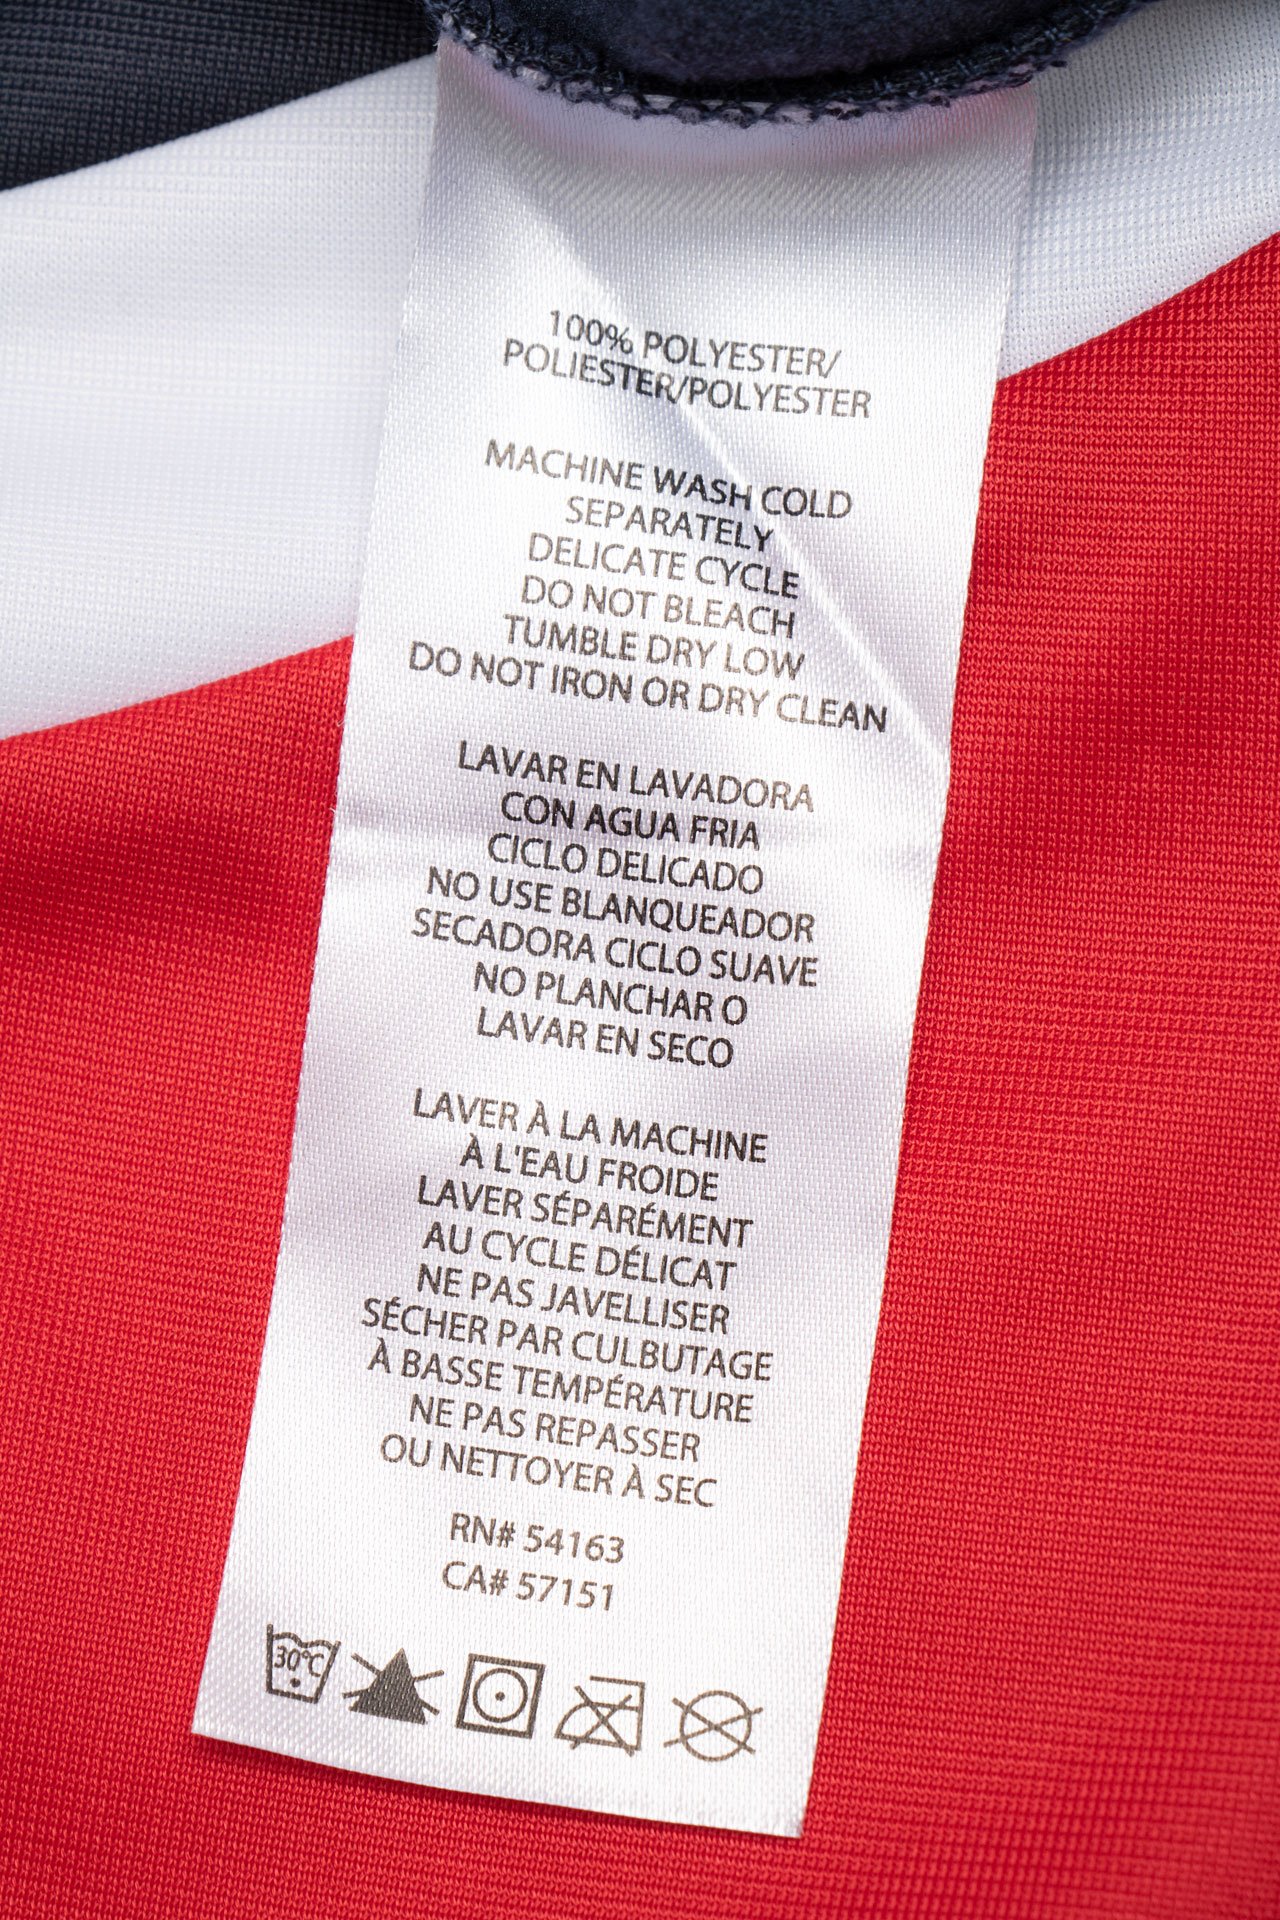 100% POLYESTER/
POLIESTER/POLYESTER
MACHINE WASH COLD
SEPARATELY
DELICATE CYCLE
DO NOT BLEACH
TUMBLE DRY LOW
DO NOT IRON OR DRY CLEAN
LAVAR EN LAVADORA
CON AGUA FRIA
CICLO DELICADO
NO USE BLANQUEADOR
SECADORA CICLO SUAVE
NO PLANCHAR O
LAVAR EN SECO
LAVER À LA MACHINE
À L'EAU FROIDE
LAVER SÉPARÉMENT
AU CYCLE DÉLICAT
NE PAS JAVELLISER
SÉCHER PAR CULBUTAGE
À BASSE TEMPÉRATURE
NE PAS REPASSER
OU NETTOYER À SEC
RN# 54163
CA# 57151
30°C